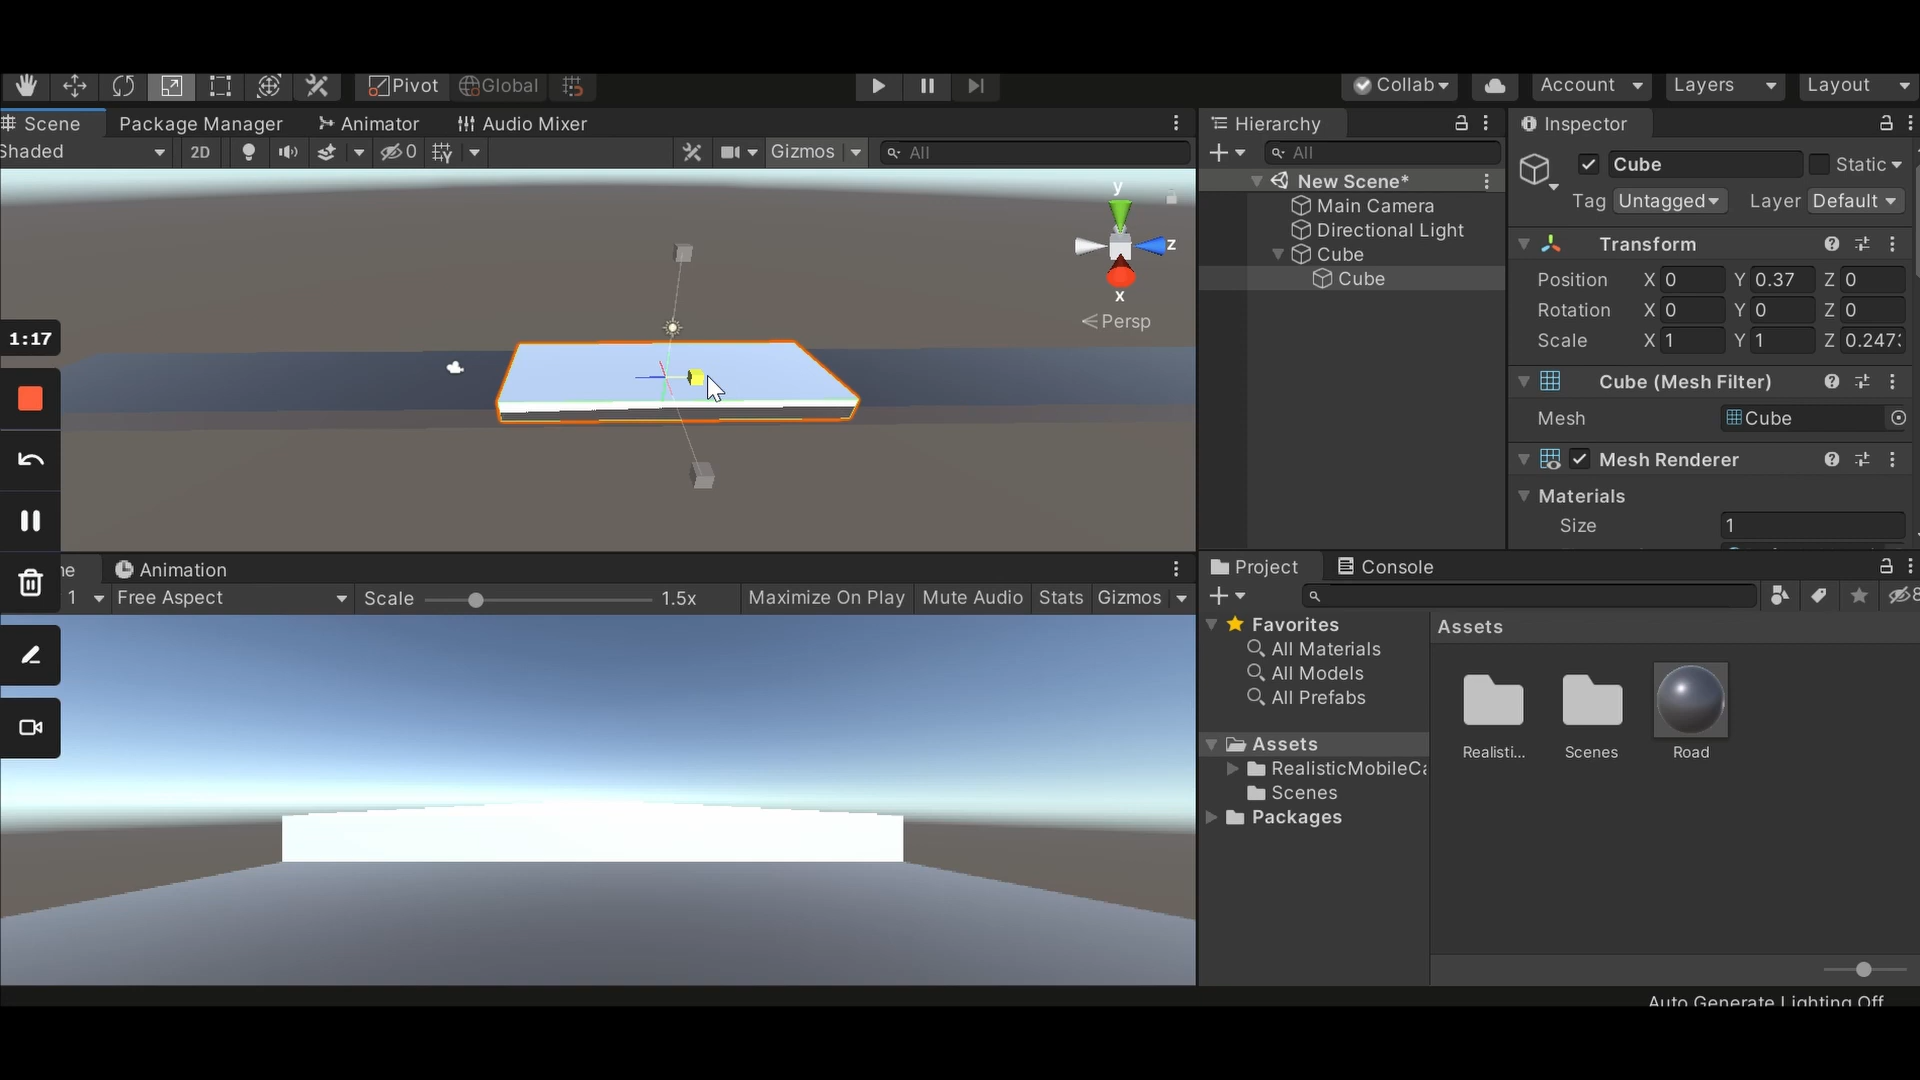 Pivot Global Collab Account Layers Layout
Scene Package Manager Animator Audio Mixer
Shaded 2D 0 Gizmos All
y
z
x
Persp
1:17
Hierarchy
All
New Scene*
Main Camera
Directional Light
Cube
Cube
Inspector
Cube Static
Tag Untagged Layer Default
Transform
Position X 0 Y 0.37 Z 0
Rotation X 0 Y 0 Z 0
Scale X 1 Y 1 Z 0.247
Cube (Mesh Filter)
Mesh Cube
Mesh Renderer
Materials
Size 1
me Animation
1 Free Aspect Scale 1.5x Maximize On Play Mute Audio Stats Gizmos
Project Console
8
Favorites
All Materials
All Models
All Prefabs
Assets
RealisticMobileCa
Scenes
Packages
Assets
Realisti... Scenes Road
Auto Generate Lighting Off